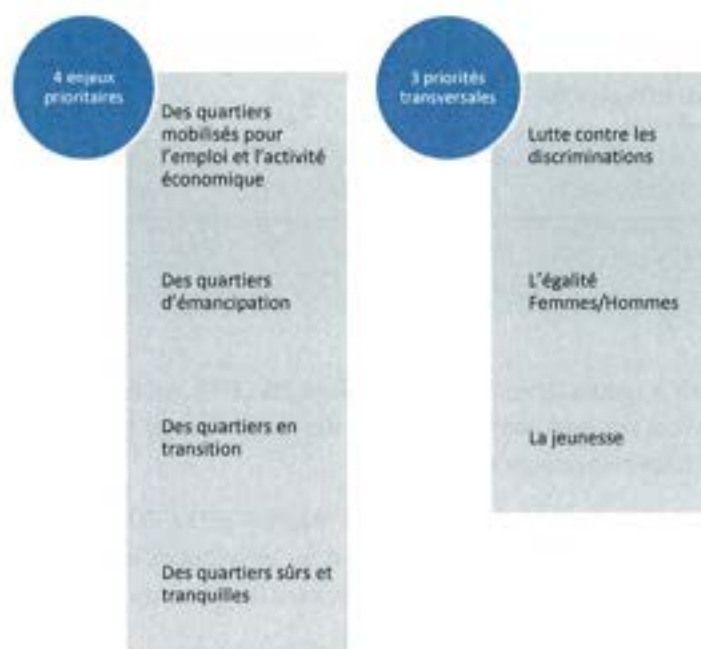 4 enjeux
prioritaires
Des quartiers
mobilisés pour
l'emploi et l'activité
économique
Des quartiers
d'émancipation
Des quartiers en
transition
Des quartiers sûrs et
tranquilles
3 priorités
transversales
Lutte contre les
discriminations
L'égalité
Femmes/Hommes
La jeunesse